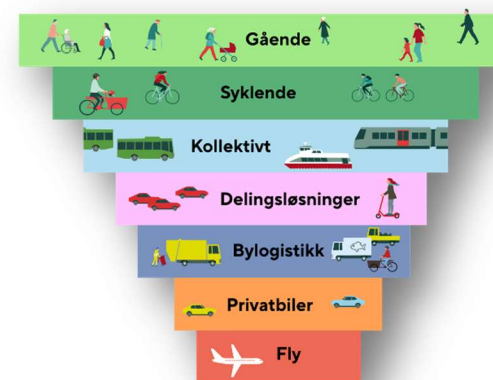 Gående
Syklende
Kollektivt
Delingsløsninger
Bylogistikk
Privatbiler
Fly